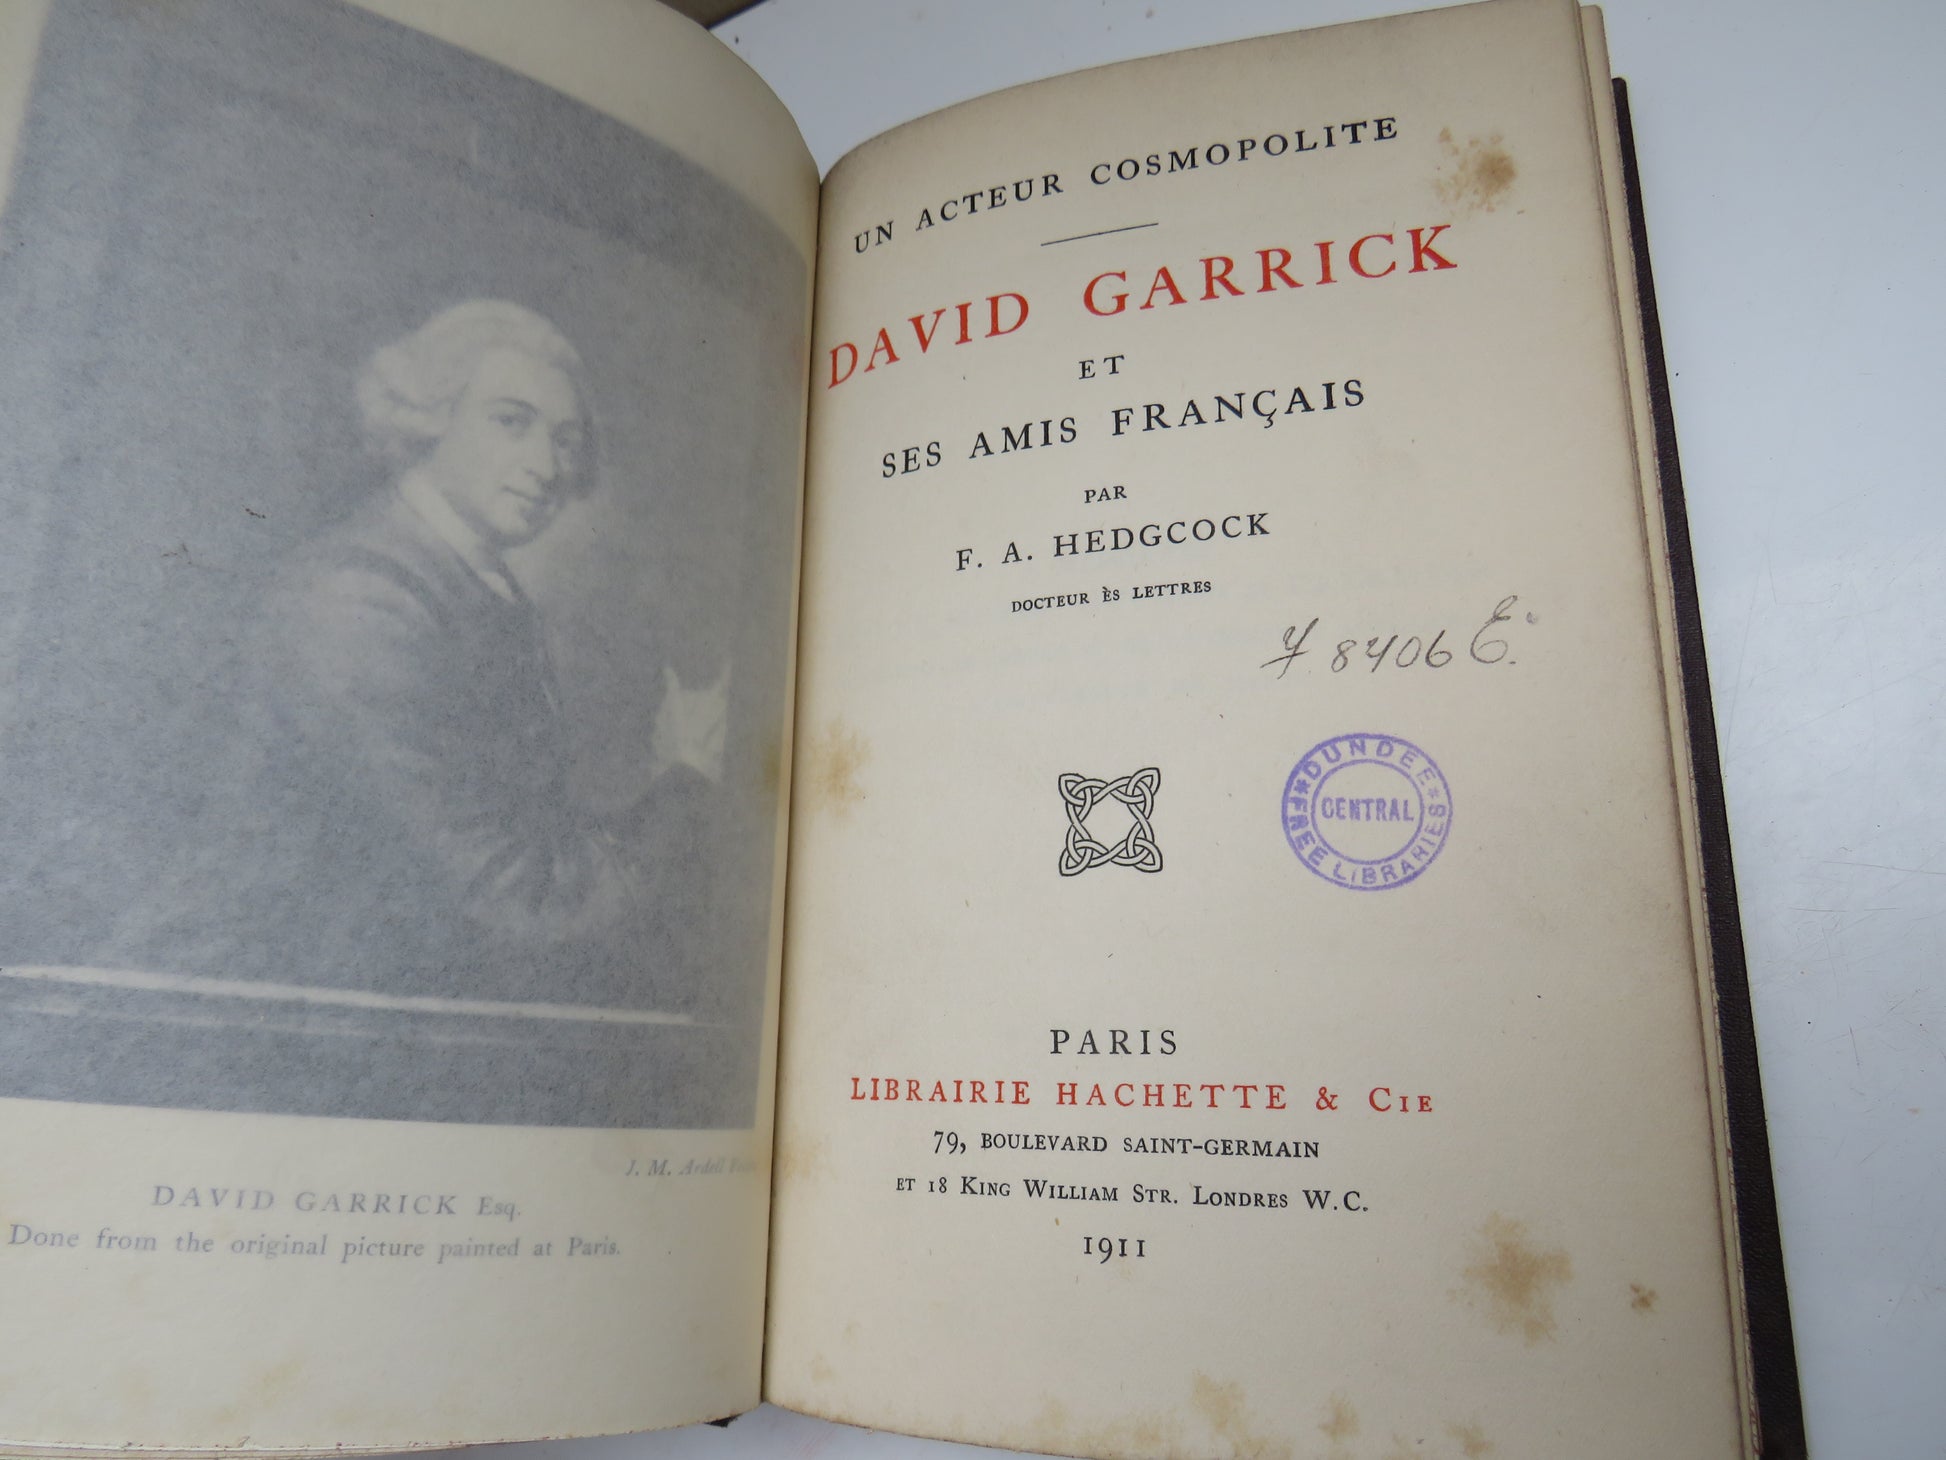 J. M. Ardell
DAVID GARRICK Esq.
Done from the original picture painted at Paris.
UN ACTEUR COSMOPOLITE
DAVID GARRICK
ET
SES AMIS FRANÇAIS
PAR
F. A. HEDGCOCK
DOCTEUR ÈS LETTRES
8406 E.
DUNDEE
CENTRAL
FREE LIBRARIES
PARIS
LIBRAIRIE HACHETTE & CIE
79, BOULEVARD SAINT-GERMAIN
ET 18 KING WILLIAM STR. LONDRES W.C.
1911